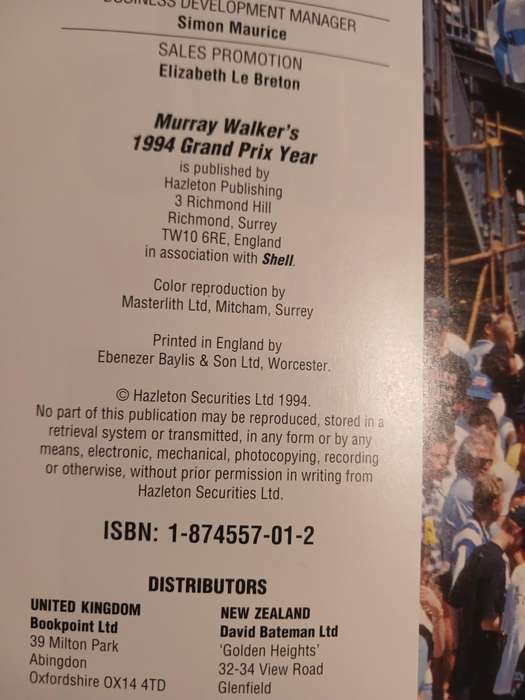 BUSINESS DEVELOPMENT MANAGER
Simon Maurice
SALES PROMOTION
Elizabeth Le Breton
Murray Walker's
1994 Grand Prix Year
is published by
Hazleton Publishing
3 Richmond Hill
Richmond, Surrey
TW10 6RE, England
in association with Shell.
Color reproduction by
Masterlith Ltd, Mitcham, Surrey
Printed in England by
Ebenezer Baylis & Son Ltd, Worcester.
© Hazleton Securities Ltd 1994.
No part of this publication may be reproduced, stored in a
retrieval system or transmitted, in any form or by any
means, electronic, mechanical, photocopying, recording
or otherwise, without prior permission in writing from
Hazleton Securities Ltd.
ISBN: 1-874557-01-2
DISTRIBUTORS
UNITED KINGDOM
Bookpoint Ltd
39 Milton Park
Abingdon
Oxfordshire OX14 4TD
NEW ZEALAND
David Bateman Ltd
'Golden Heights'
32-34 View Road
Glenfield